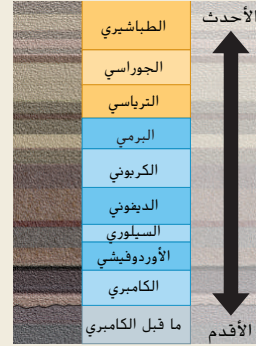 الأحدث
الطباشيري
الجوراسي
الترياسي
البرمي
الكربوني
الديفوني
السيلوري
الأوردوفيشي
الكامبري
ما قبل الكامبري
الأقدم